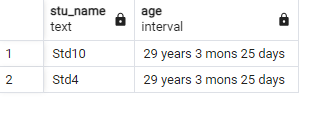 stu_name age
text interval
1 Std10 29 years 3 mons 25 days
2 Std4 29 years 3 mons 25 days